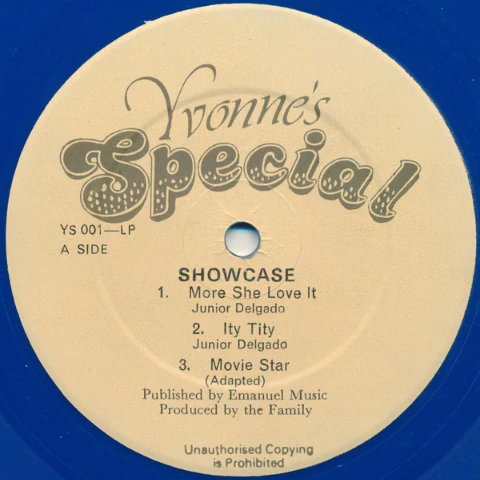 Yvonne's
Special
YS 001—LP
A SIDE
SHOWCASE
1. More She Love It
Junior Delgado
2. Ity Tity
Junior Delgado
3. Movie Star
(Adapted)
Published by Emanuel Music
Produced by the Family
Unauthorised Copying
is Prohibited